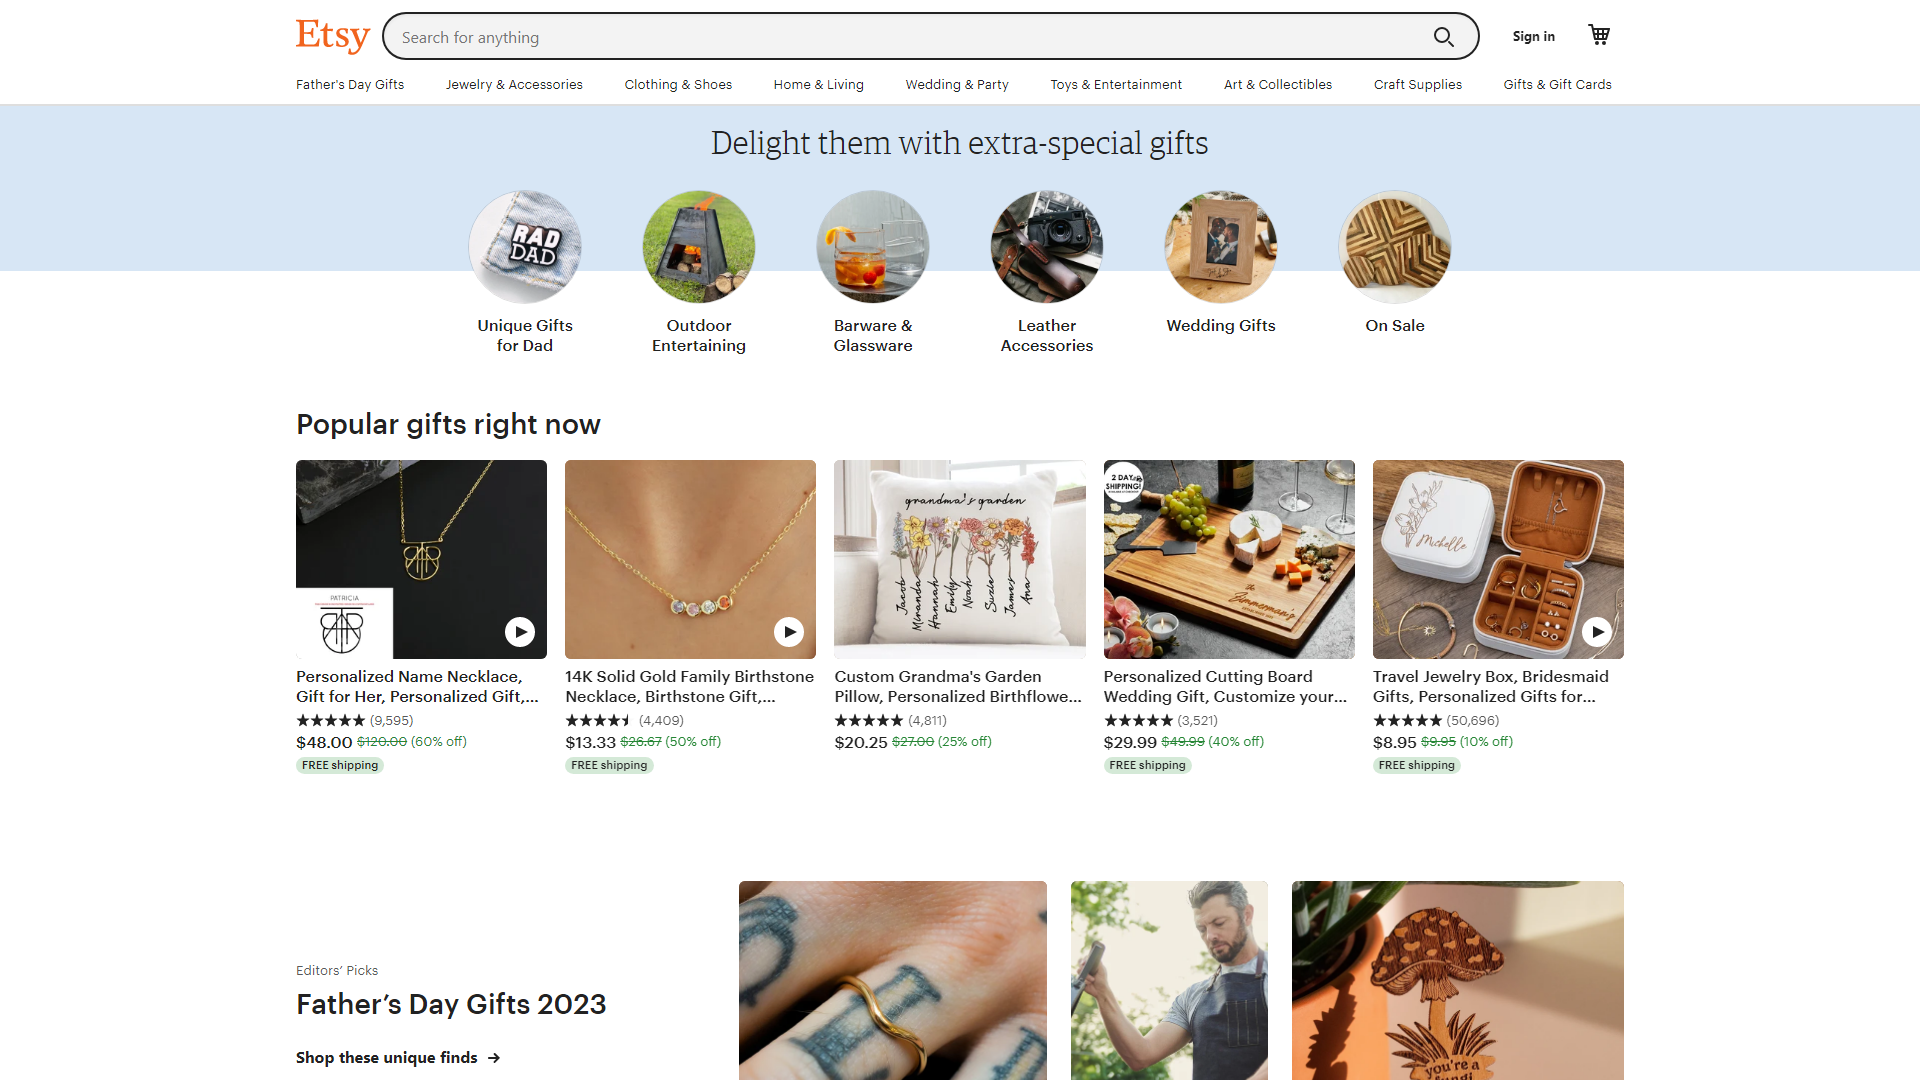 Etsy
Search for anything
Sign in
Father's Day Gifts
Jewelry & Accessories
Clothing & Shoes
Home & Living
Wedding & Party
Toys & Entertainment
Art & Collectibles
Craft Supplies
Gifts & Gift Cards
Delight them with extra-special gifts
RAD
DAD
Unique Gifts
for Dad
Outdoor
Entertaining
Barware &
Glassware
Leather
Accessories
Wedding Gifts
On Sale
Popular gifts right now
PATRICIA
Personalized Name Necklace,
Gift for Her, Personalized Gift,...
(9,595)
$48.00 $120.00 (60% off)
FREE shipping
14K Solid Gold Family Birthstone
Necklace, Birthstone Gift,...
(4,409)
$13.33 $26.67 (50% off)
FREE shipping
grandma's garden
Jacob
Miranda
Hannah
Emily
Noah
Suzie
James
Ana
Custom Grandma's Garden
Pillow, Personalized Birthflowe...
(4,811)
$20.25 $27.00 (25% off)
2 DAY
SHIPPING!
the
Zimmerman's
Personalized Cutting Board
Wedding Gift, Customize your...
(3,521)
$29.99 $49.99 (40% off)
FREE shipping
Michelle
Travel Jewelry Box, Bridesmaid
Gifts, Personalized Gifts for...
(50,696)
$8.95 $9.95 (10% off)
FREE shipping
Editors' Picks
Father's Day Gifts 2023
Shop these unique finds →
you're a
fungi